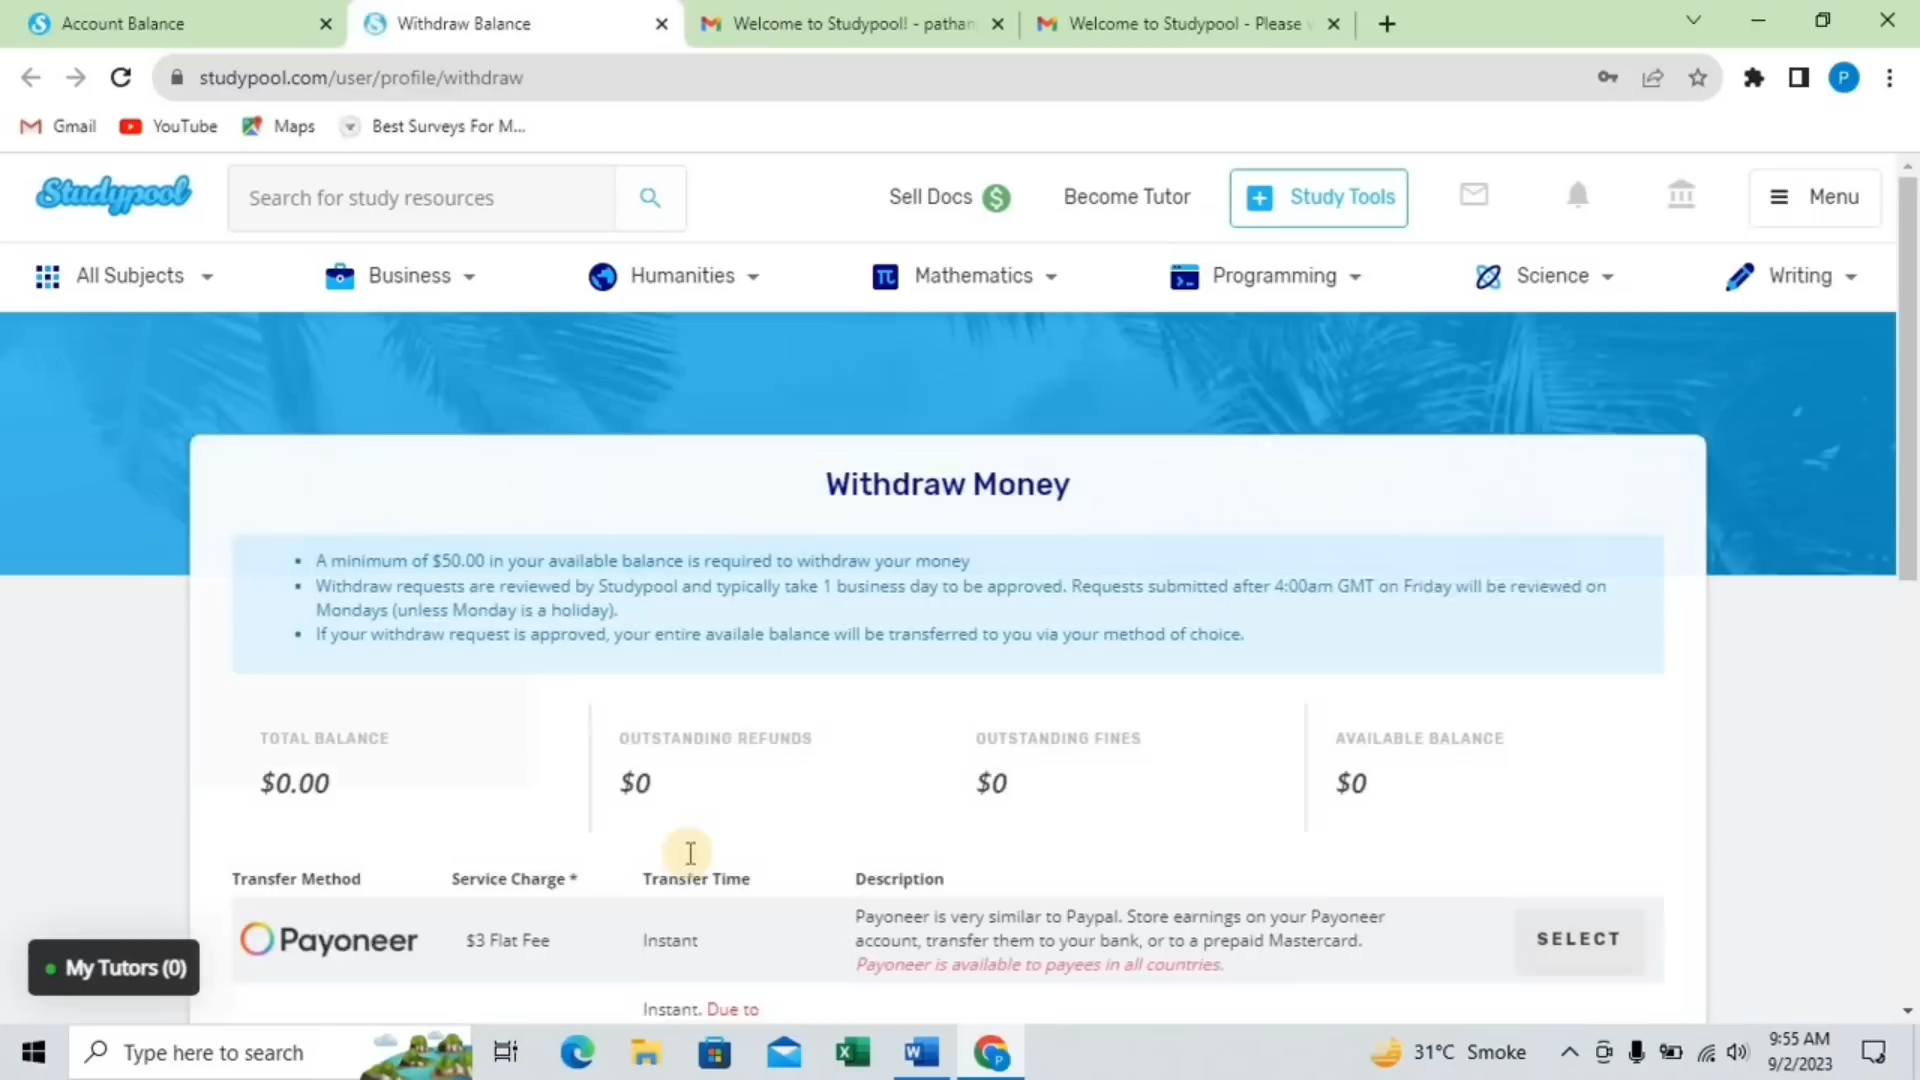 Account Balance
Withdraw Balance
Welcome to Studypool! - pathan
Welcome to Studypool - Please
studypool.com/user/profile/withdraw
P
Gmail
YouTube
Maps
Best Surveys For M...
Studypool
Search for study resources
Sell Docs
Become Tutor
Study Tools
Menu
All Subjects
Business
Humanities
Mathematics
Programming
Science
Writing
Withdraw Money
A minimum of $50.00 in your available balance is required to withdraw your money
Withdraw requests are reviewed by Studypool and typically take 1 business day to be approved. Requests submitted after 4:00am GMT on Friday will be reviewed on
Mondays (unless Monday is a holiday).
If your withdraw request is approved, your entire availale balance will be transferred to you via your method of choice.
TOTAL BALANCE
OUTSTANDING REFUNDS
OUTSTANDING FINES
AVAILABLE BALANCE
$0.00
$0
$0
$0
Transfer Method
Service Charge *
Transfer Time
Description
Payoneer
$3 Flat Fee
Instant
Payoneer is very similar to Paypal. Store earnings on your Payoneer
account, transfer them to your bank, or to a prepaid Mastercard.
Payoneer is available to payees in all countries.
SELECT
My Tutors (0)
Instant. Due to
Type here to search
31°C Smoke
9:55 AM
9/2/2023